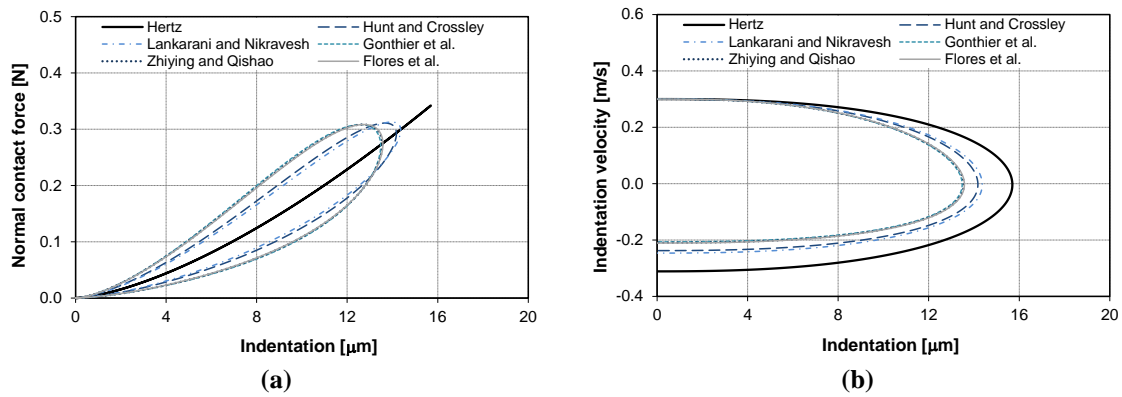 0.5
0.4
0.3
0.2
0.1
0.0
Normal contact force [N]
Hertz
Hunt and Crossley
Lankarani and Nikravesh
Gonthier et al.
Zhiying and Qishao
Flores et al.
0 4 8 12 16 20
Indentation [μm]
(a)
0.6
0.4
0.2
0.0
-0.2
-0.4
Indentation velocity [m/s]
Hertz
Hunt and Crossley
Lankarani and Nikravesh
Gonthier et al.
Zhiying and Qishao
Flores et al.
0 4 8 12 16 20
Indentation [μm]
(b)